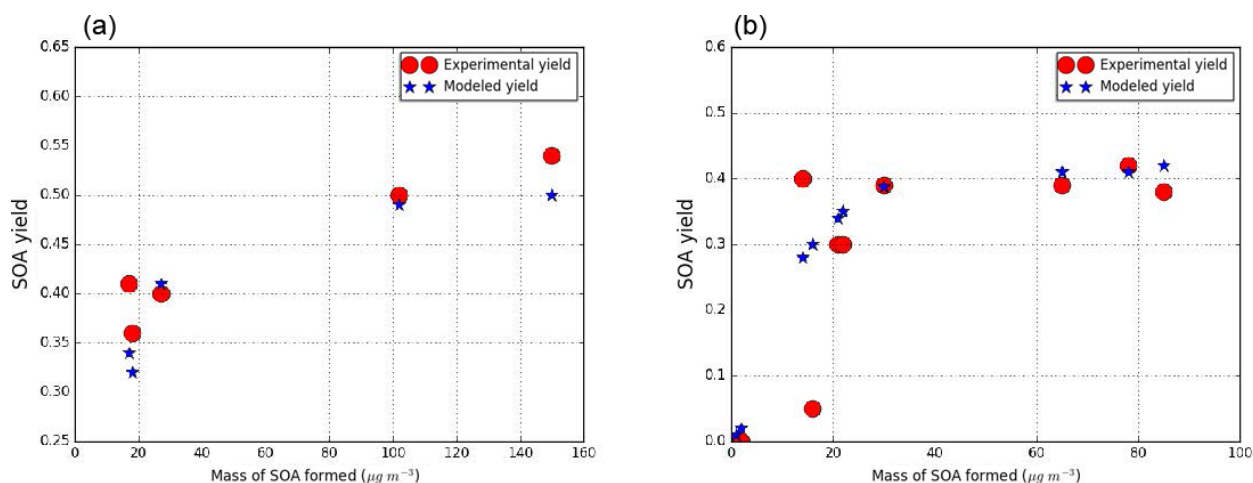 (a)
0.65
0.60
0.55
0.50
0.45
0.40
0.35
0.30
0.25
SOA yield
Experimental yield
Modeled yield
0 20 40 60 80 100 120 140 160
Mass of SOA formed (μg m⁻³)
(b)
0.6
0.5
0.4
0.3
0.2
0.1
0.0
SOA yield
Experimental yield
Modeled yield
0 20 40 60 80 100
Mass of SOA formed (μg m⁻³)